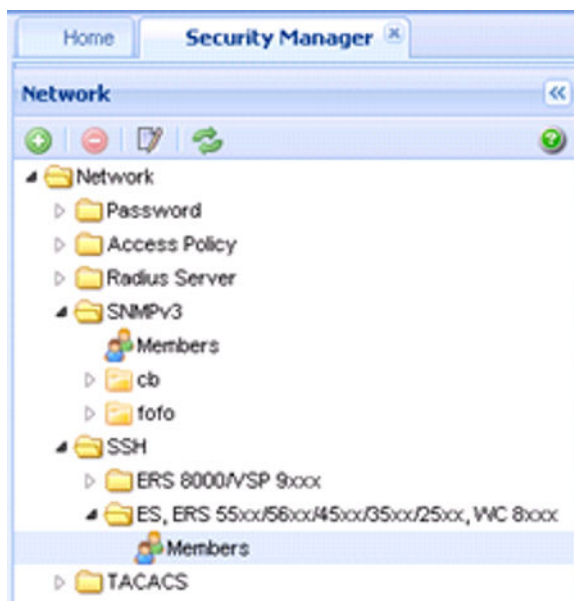 Home Security Manager
Network
Network
Password
Access Policy
Radius Server
SNMPv3
Members
cb
fofo
SSH
ERS 8000/VSP 9xxx
ES, ERS 55xx/56xx/45xx/35xx/25xx, WC 8xxx
Members
TACACS